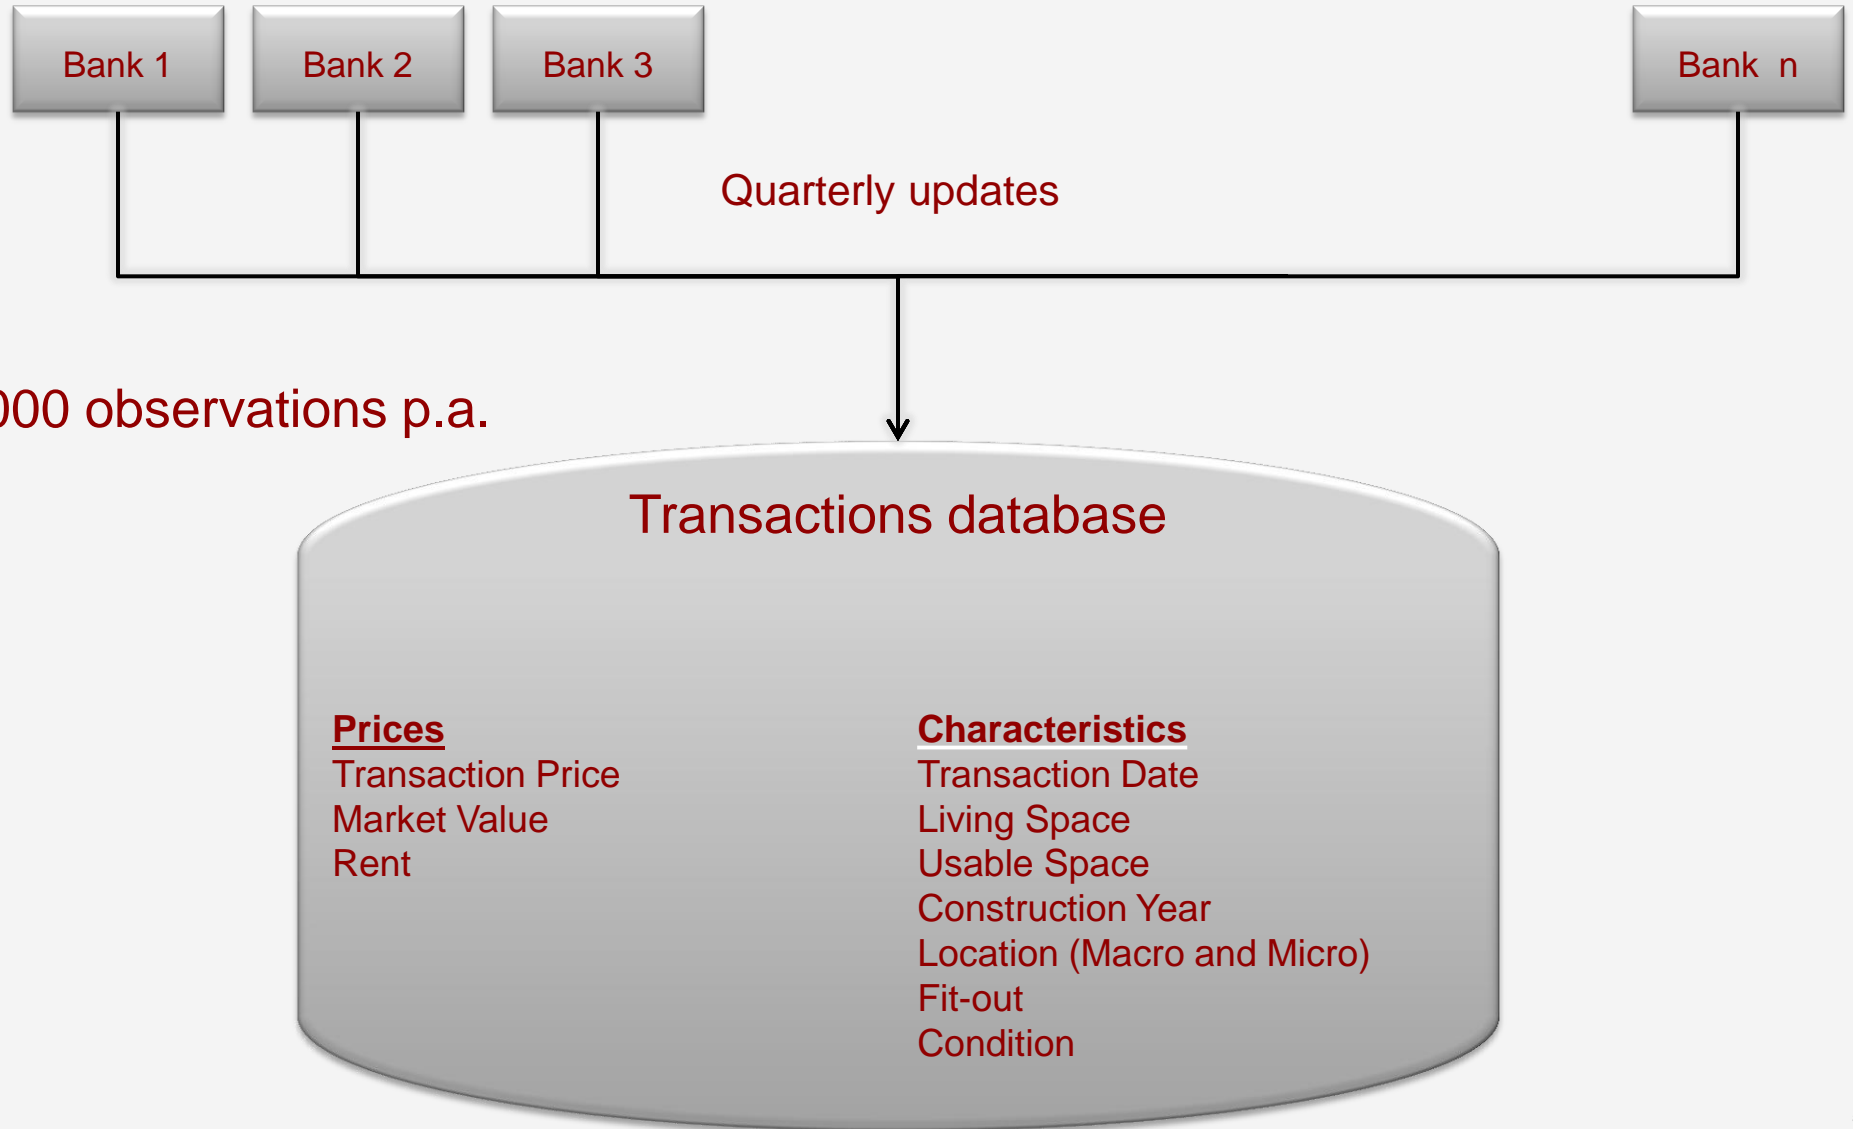 Bank 1
Bank 2
Bank 3
Bank n
Quarterly updates
000 observations p.a.
Transactions database
Prices
Transaction Price
Market Value
Rent
Characteristics
Transaction Date
Living Space
Usable Space
Construction Year
Location (Macro and Micro)
Fit-out
Condition